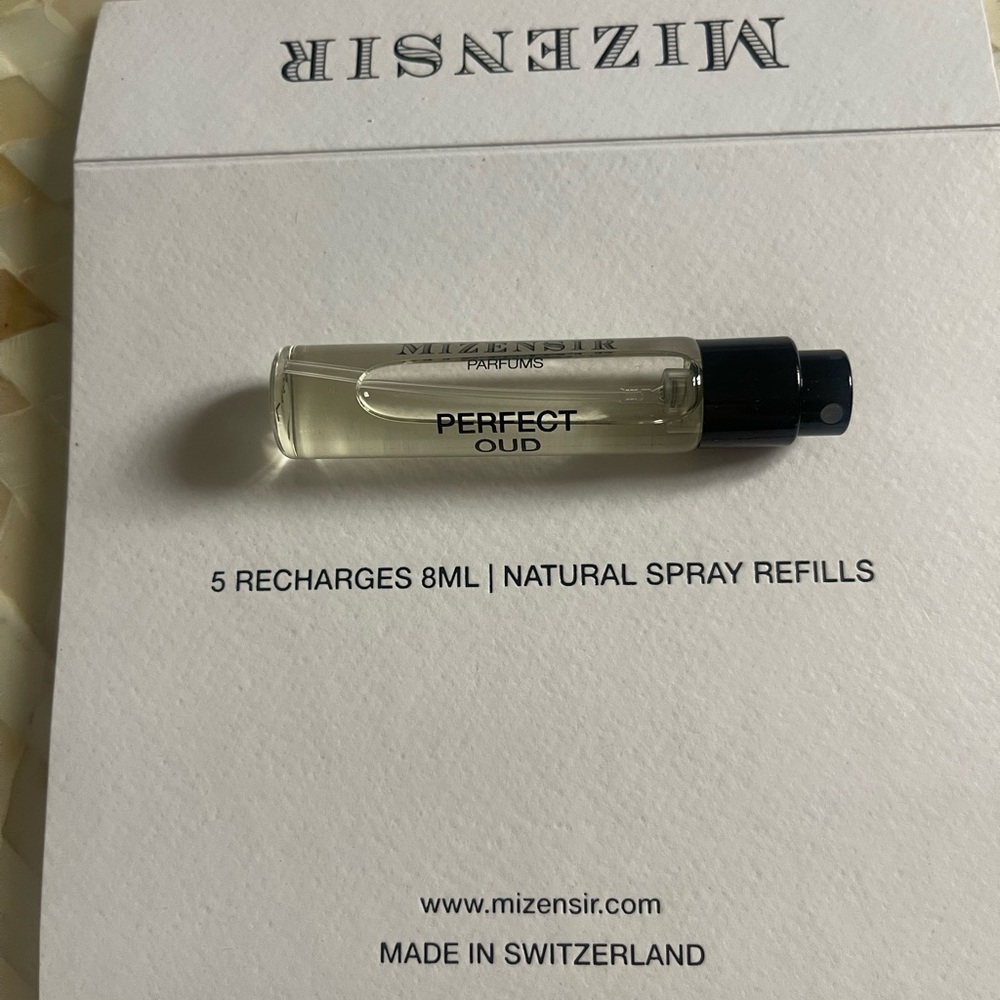 MIZENSIR
MIZENSIR
PARFUMS
PERFECT
OUD
5 RECHARGES 8ML | NATURAL SPRAY REFILLS
www.mizensir.com
MADE IN SWITZERLAND